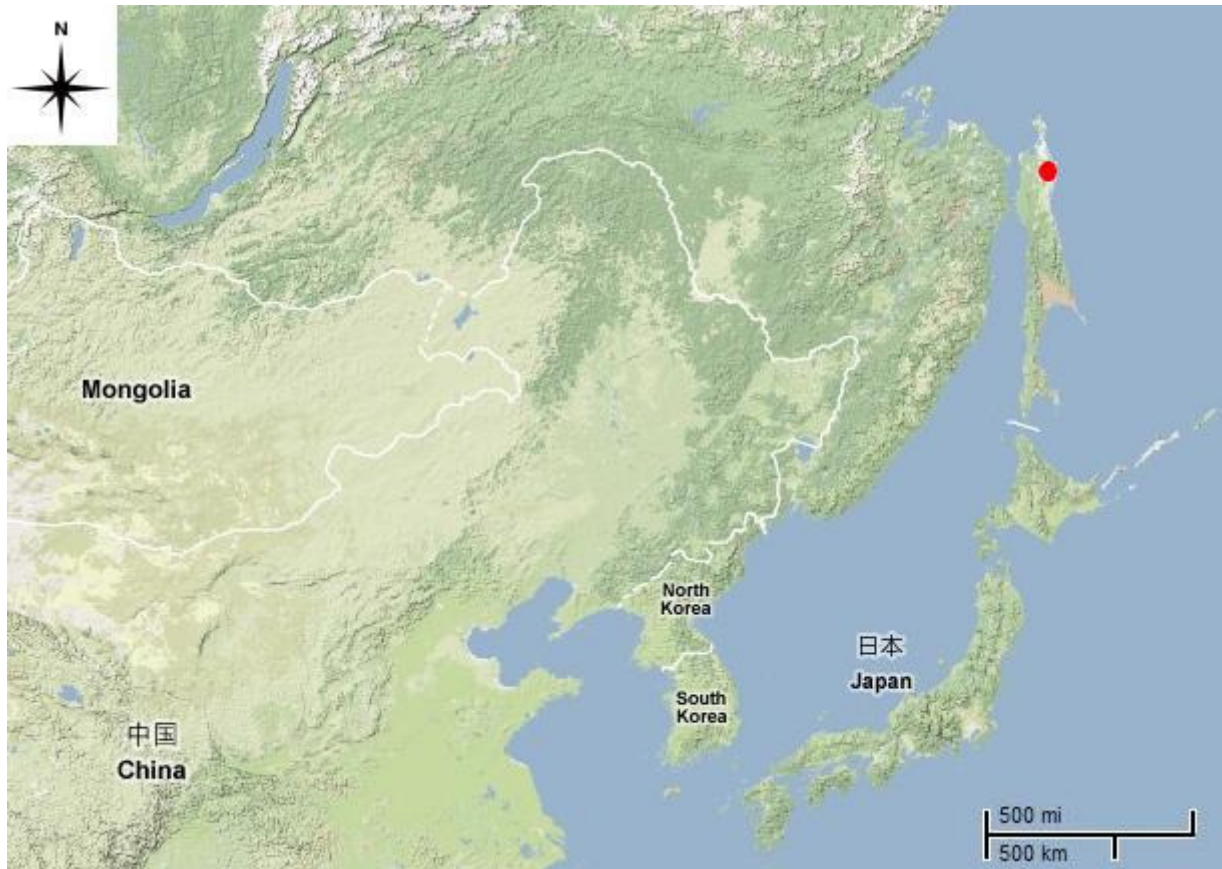 N
Mongolia
North
Korea
日本
Japan
South
Korea
中国
China
500 mi
500 km